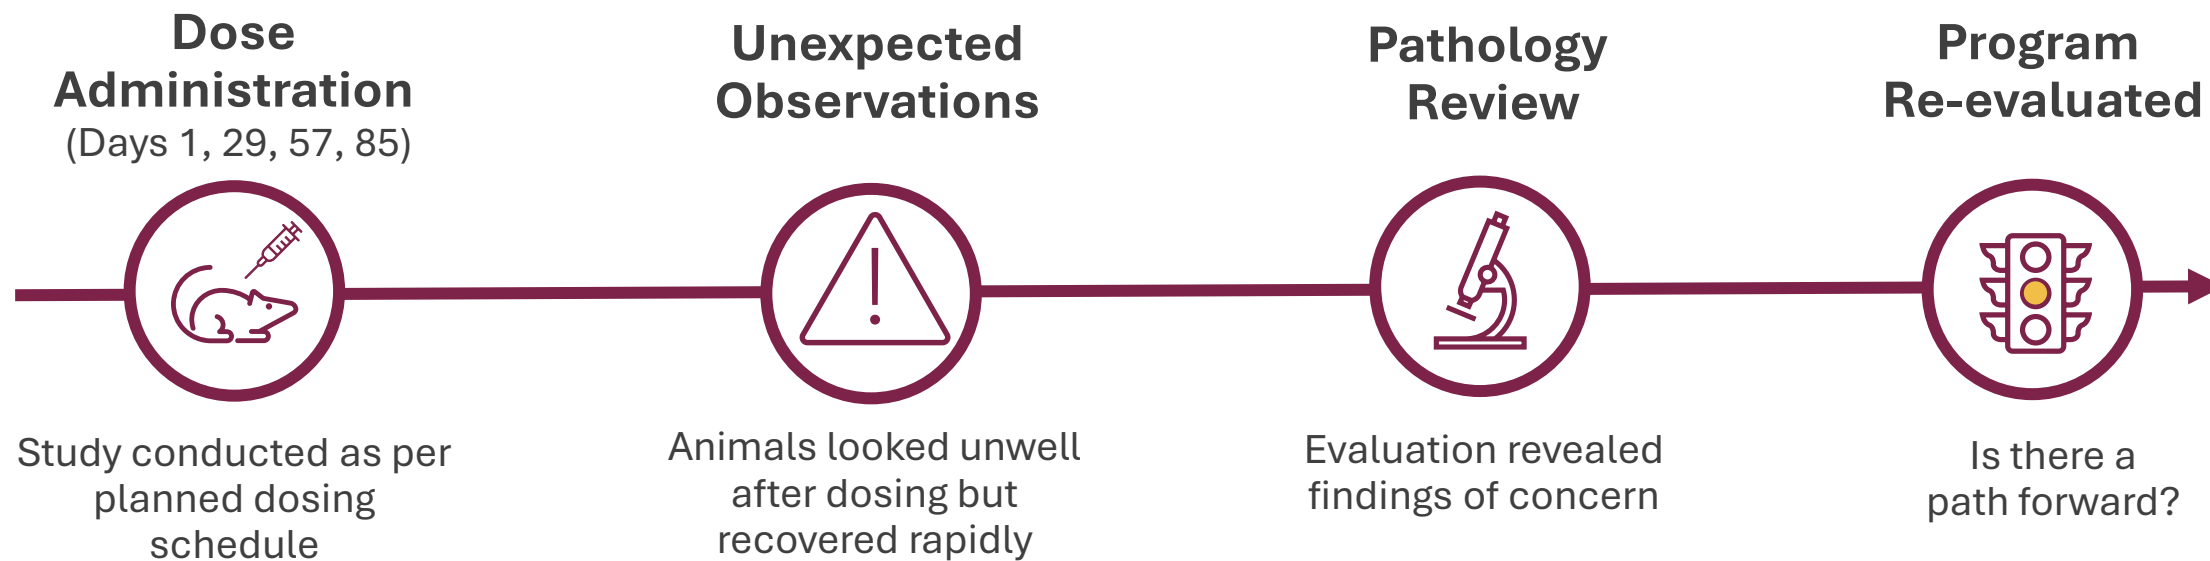 Dose
Administration
(Days 1, 29, 57, 85)
Study conducted as per
planned dosing
schedule
Unexpected
Observations
Animals looked unwell
after dosing but
recovered rapidly
Pathology
Review
Evaluation revealed
findings of concern
Program
Re-evaluated
Is there a
path forward?